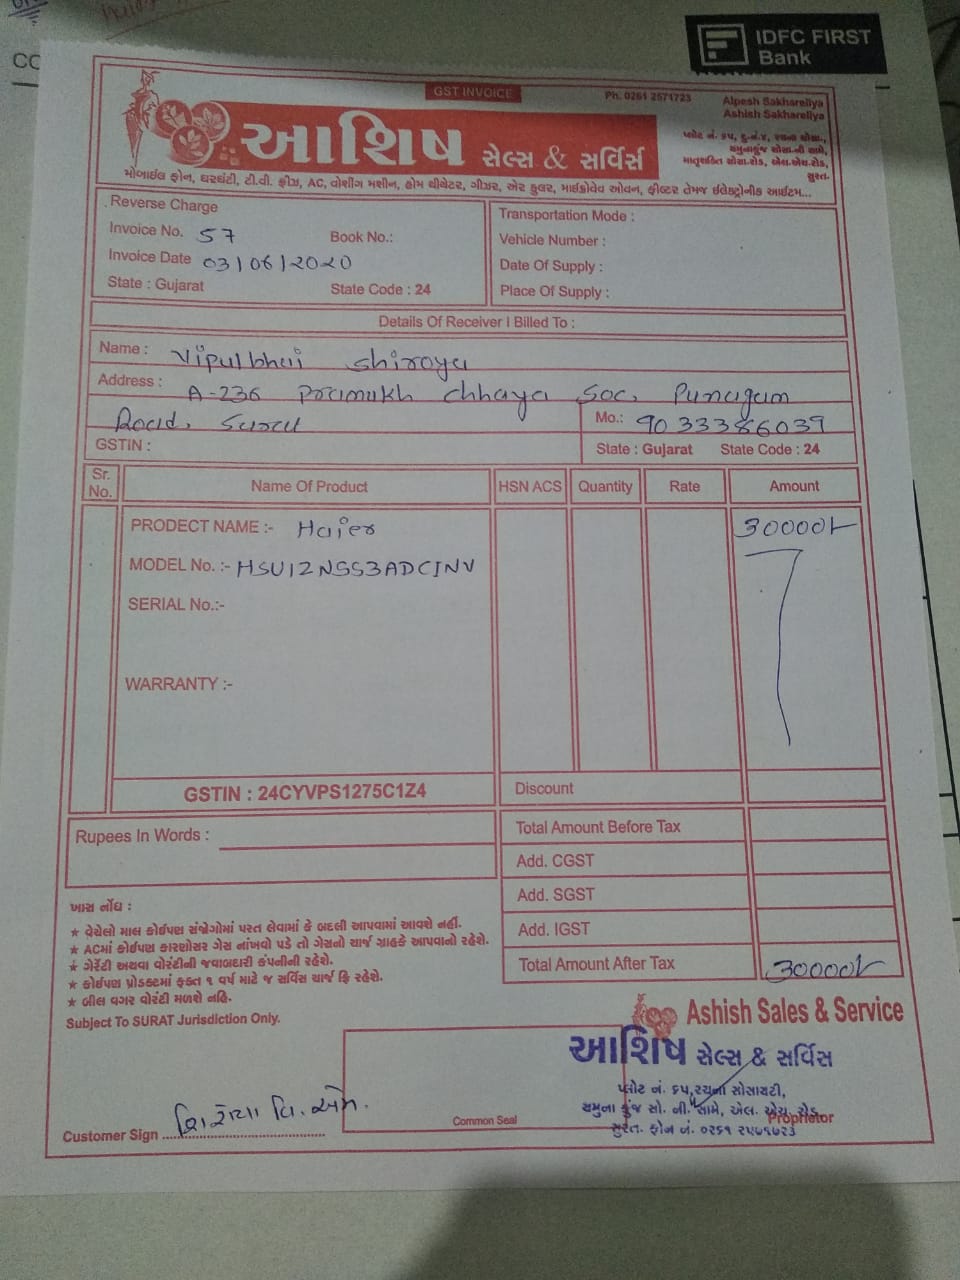 IDFC FIRST
Bank
GST INVOICE
Ph. 0261 2571723
Alpesh Sakhareliya
Ashish Sakhareliya
આશિષ સેલ્સ & સર્વિસ
પ્લોટ નં. ૬૫, દુ.નં.૪, રચના સોસા.,
યમુનાકુંજ સોસા.ની સામે,
માતૃશક્તિ સોસા.રોડ, એલ.એચ.રોડ,
સુરત.
મોબાઈલ ફોન, ઘરઘંટી, ટી.વી. ફ્રીઝ, AC, વોશીંગ મશીન, હોમ થીયેટર, ગીઝર, એર કુલર, માઈક્રોવેવ ઓવન, ફીલ્ટર તેમજ ઈલેક્ટ્રોનીક આઈટમ...
Reverse Charge
Invoice No. 57 Book No.:
Invoice Date 03/06/2020
State : Gujarat State Code : 24
Transportation Mode :
Vehicle Number :
Date Of Supply :
Place Of Supply :
Details Of Receiver I Billed To :
Name : Vipulbhai Shiroya
Address : A-236 Pramukh Chhaya Soc. Punagam
Road, Surat Mo.: 9033386039
GSTIN : State : Gujarat State Code : 24
Sr. No. Name Of Product HSN ACS Quantity Rate Amount
PRODECT NAME :- Haier 30000/-
MODEL No. :- HSU12NSS3ADCINV
SERIAL No.:-
WARRANTY :-
GSTIN : 24CYVPS1275C1Z4 Discount
Rupees In Words :
Total Amount Before Tax
Add. CGST
Add. SGST
Add. IGST
Total Amount After Tax 30000/-
ખાસ નોંધ :
★ વેચેલો માલ કોઈપણ સંજોગોમાં પરત લેવામાં કે બદલી આપવામાં આવશે નહીં.
★ ACમાં કોઈપણ કારણોસર ગેસ નાંખવો પડે તો ગેસનો ચાર્જ ગ્રાહકે આપવાનો રહેશે.
★ ગેરેંટી અથવા વોરંટીની જવાબદારી કંપનીની રહેશે.
★ કોઈપણ પ્રોડક્ટમાં ફક્ત ૧ વર્ષ માટે જ સર્વિસ ચાર્જ ફ્રિ રહેશે.
★ બીલ વગર વોરંટી મળશે નહિ.
Subject To SURAT Jurisdiction Only.
Ashish Sales & Service
આશિષ સેલ્સ & સર્વિસ
પ્લોટ નં. ૬૫,રચના સોસાયટી,
યમુના કુંજ સો. ની. સામે, એલ. એચ. રોડ,
સુરત. ફોન નં. ૦૨૬૧ ૨૫૭૧૭૨૩
Proprietor
Common Seal
Customer Sign